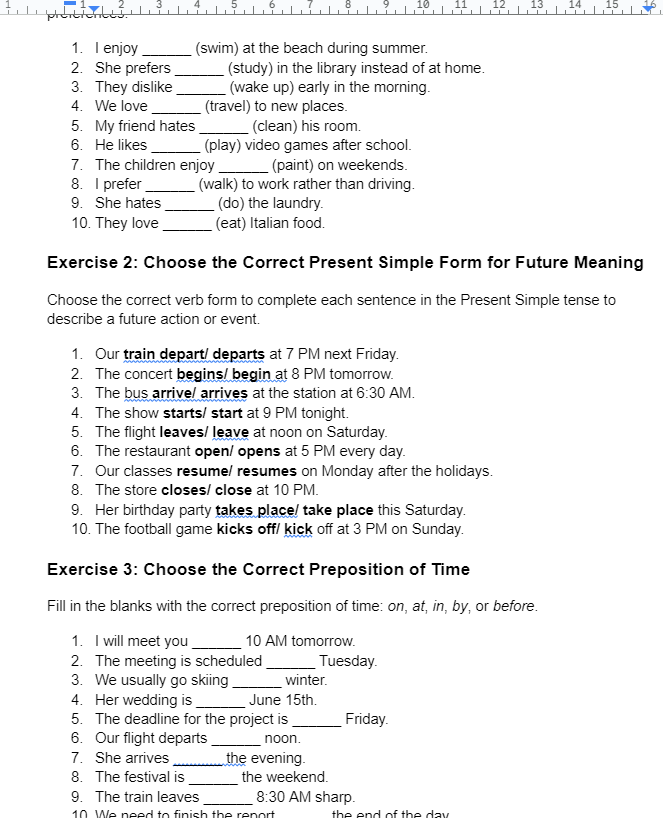 1 1 2 3 4 5 6 7 8 9 10 11 12 13 14 15 16
preferences.
1. I enjoy ______ (swim) at the beach during summer.
2. She prefers ______ (study) in the library instead of at home.
3. They dislike ______ (wake up) early in the morning.
4. We love ______ (travel) to new places.
5. My friend hates ______ (clean) his room.
6. He likes ______ (play) video games after school.
7. The children enjoy ______ (paint) on weekends.
8. I prefer ______ (walk) to work rather than driving.
9. She hates ______ (do) the laundry.
10. They love ______ (eat) Italian food.
Exercise 2: Choose the Correct Present Simple Form for Future Meaning
Choose the correct verb form to complete each sentence in the Present Simple tense to
describe a future action or event.
1. Our train depart/ departs at 7 PM next Friday.
2. The concert begins/ begin at 8 PM tomorrow.
3. The bus arrive/ arrives at the station at 6:30 AM.
4. The show starts/ start at 9 PM tonight.
5. The flight leaves/ leave at noon on Saturday.
6. The restaurant open/ opens at 5 PM every day.
7. Our classes resume/ resumes on Monday after the holidays.
8. The store closes/ close at 10 PM.
9. Her birthday party takes place/ take place this Saturday.
10. The football game kicks off/ kick off at 3 PM on Sunday.
Exercise 3: Choose the Correct Preposition of Time
Fill in the blanks with the correct preposition of time: on, at, in, by, or before.
1. I will meet you ______ 10 AM tomorrow.
2. The meeting is scheduled ______ Tuesday.
3. We usually go skiing ______ winter.
4. Her wedding is ______ June 15th.
5. The deadline for the project is ______ Friday.
6. Our flight departs ______ noon.
7. She arrives ______ the evening.
8. The festival is ______ the weekend.
9. The train leaves ______ 8:30 AM sharp.
10. We need to finish the report ______ the end of the day.